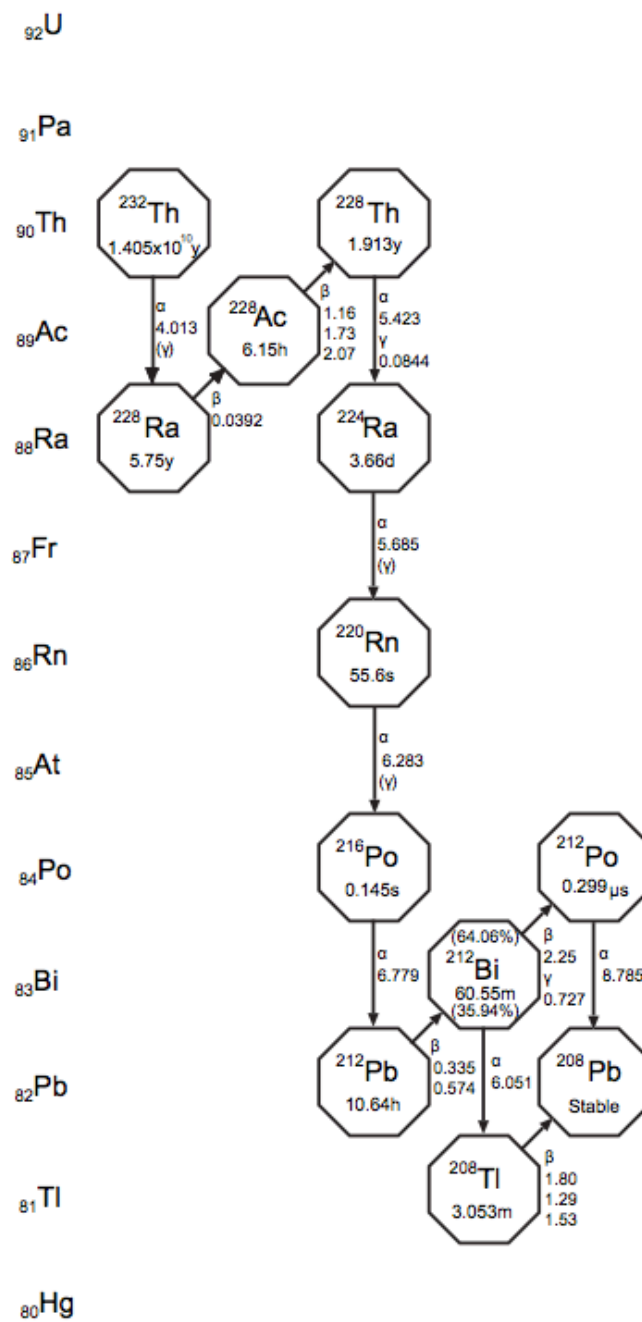 ₉₂U
₉₁Pa
₉₀Th
²³²Th
1.405x10¹⁰y
²²⁸Th
1.913y
α
4.013
(γ)
₈₉Ac
²²⁸Ac
6.15h
β
1.16
1.73
2.07
α
5.423
γ
0.0844
₈₈Ra
²²⁸Ra
5.75y
β
0.0392
²²⁴Ra
3.66d
₈₇Fr
α
5.685
(γ)
₈₆Rn
²²⁰Rn
55.6s
₈₅At
α
6.283
(γ)
₈₄Po
²¹⁶Po
0.145s
²¹²Po
0.299μs
₈₃Bi
α
6.779
(64.06%)
²¹²Bi
60.55m
(35.94%)
β
2.25
γ
0.727
α
8.785
₈₂Pb
²¹²Pb
10.64h
β
0.335
0.574
α
6.051
²⁰⁸Pb
Stable
₈₁Tl
²⁰⁸Tl
3.053m
β
1.80
1.29
1.53
₈₀Hg